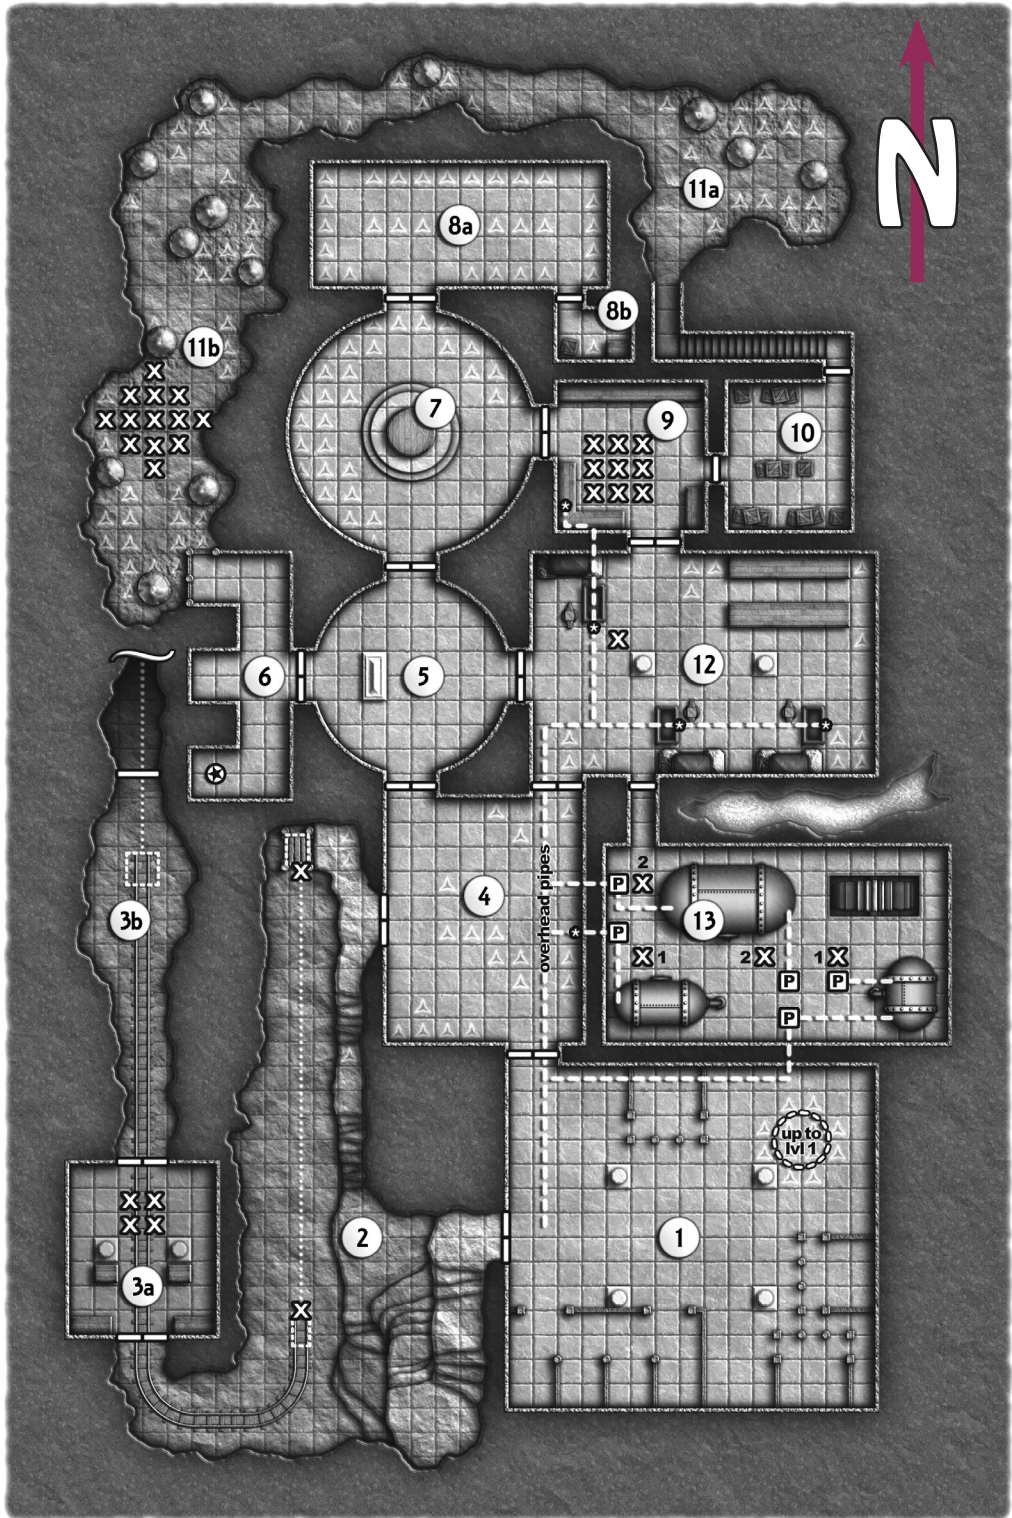 N
11a
8a
8b
11b
X
X X X
X X X X X
X X X
X
7
9
10
X X X
X X X
X X X
X
12
6
5
overhead pipes
4
2
P X
13
P
X 1
2 X
1 X
P
P
P
X
3b
up to
lvl 1
X X
X X
2
1
3a
X